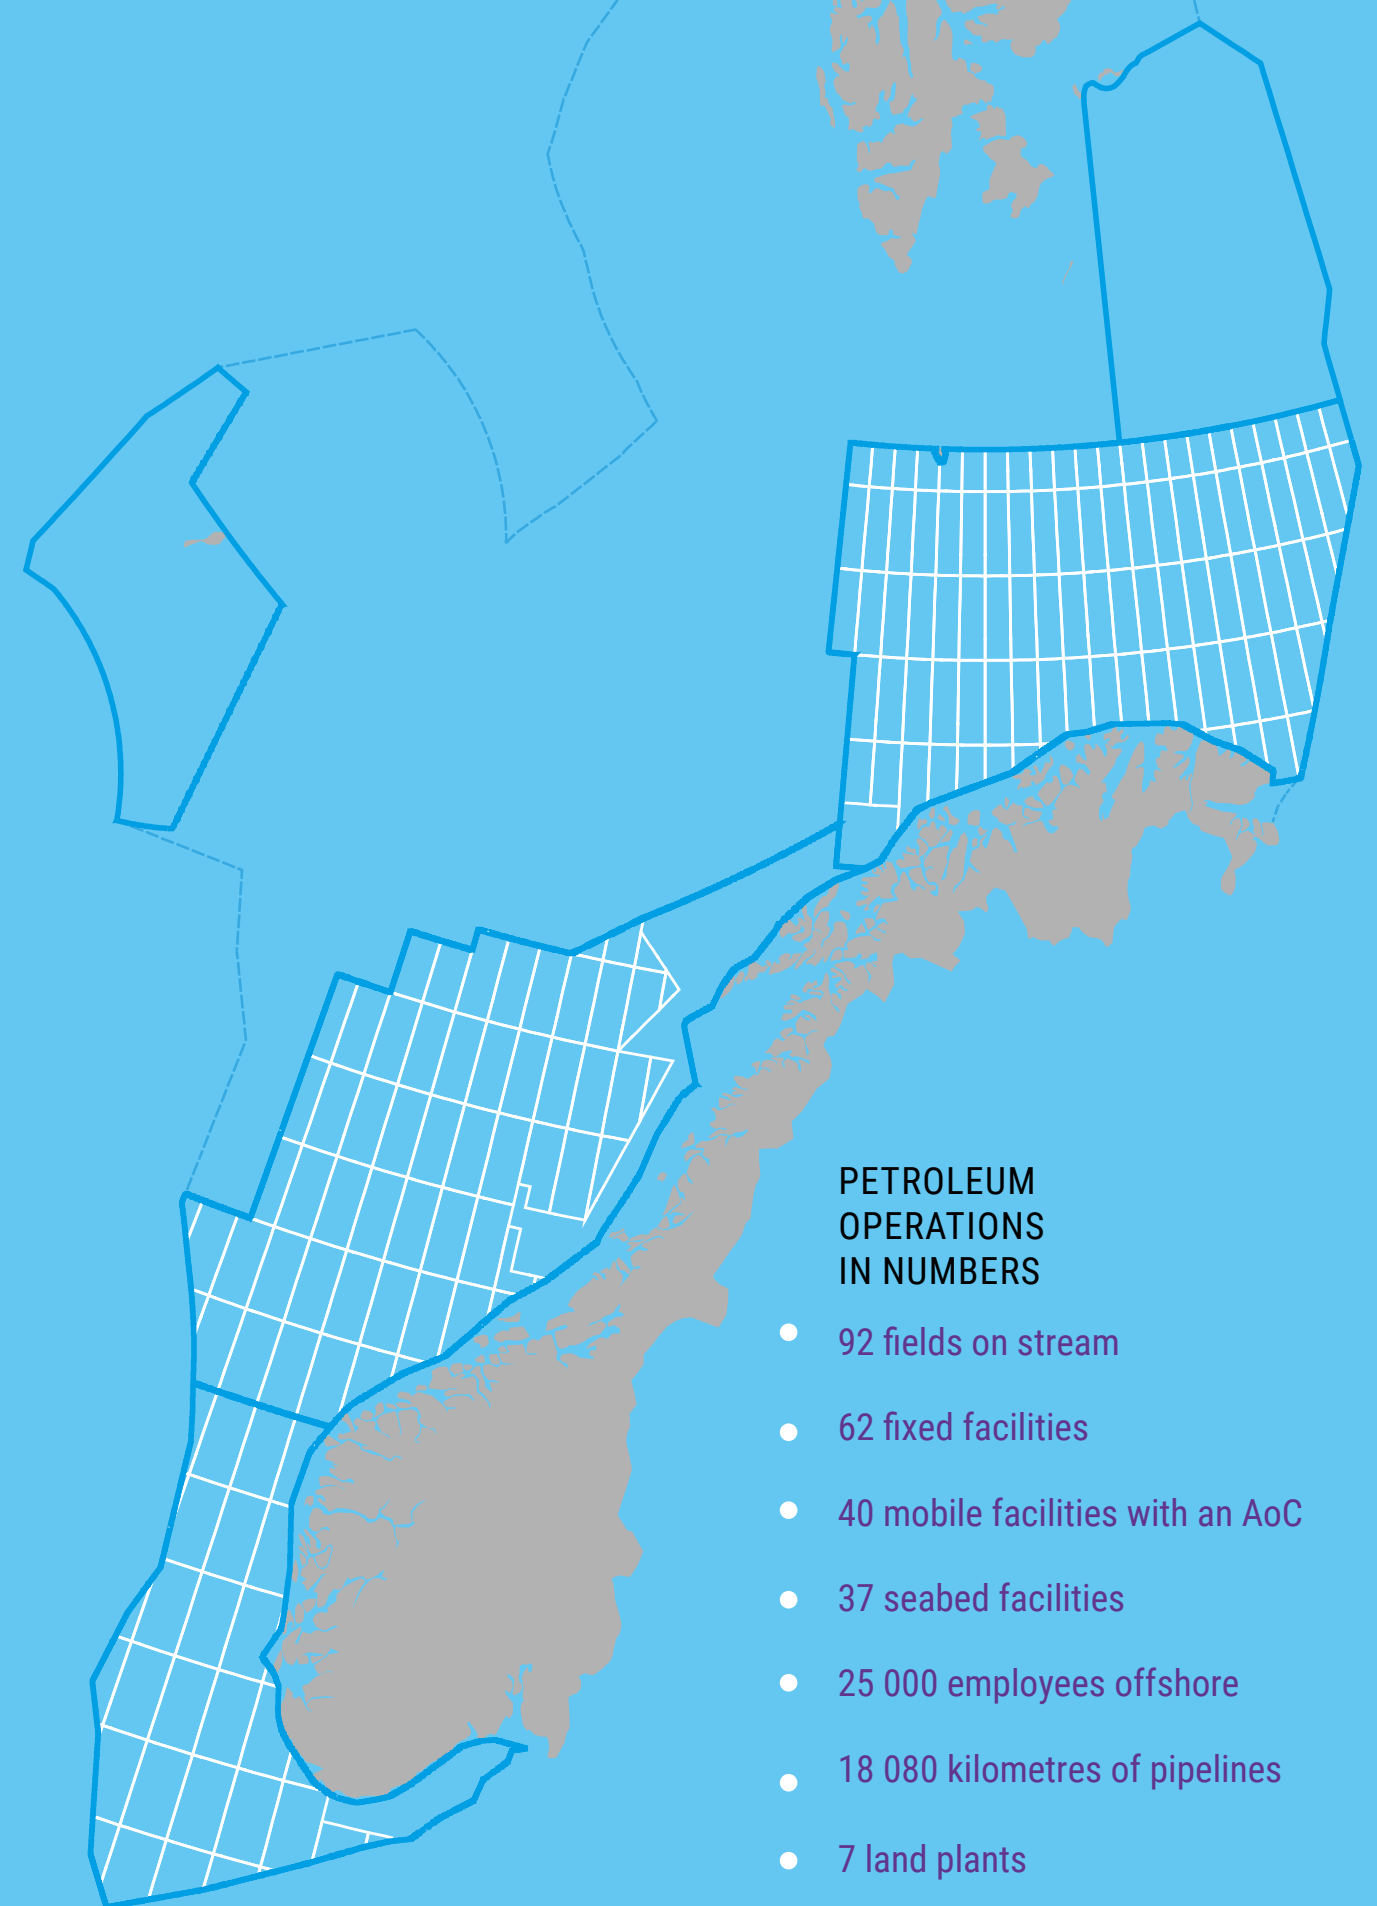 PETROLEUM
OPERATIONS
IN NUMBERS
92 fields on stream
62 fixed facilities
40 mobile facilities with an AoC
37 seabed facilities
25 000 employees offshore
18 080 kilometres of pipelines
7 land plants